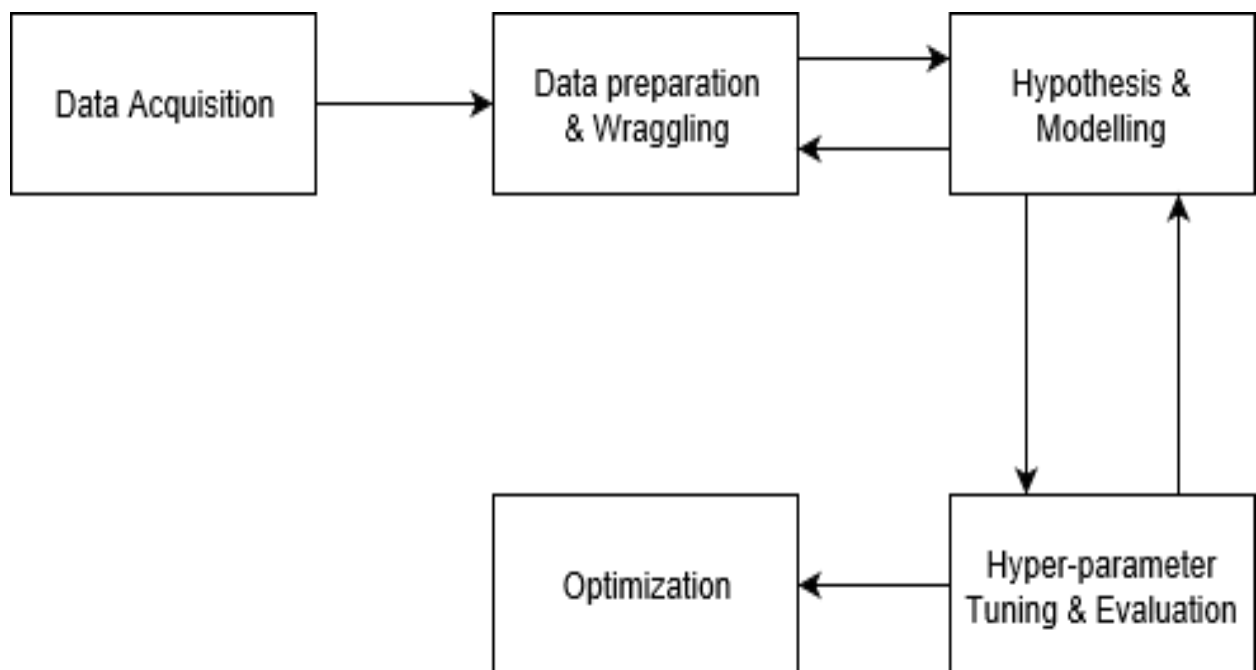 Data Acquisition
Data preparation
& Wraggling
Hypothesis &
Modelling
Optimization
Hyper-parameter
Tuning & Evaluation